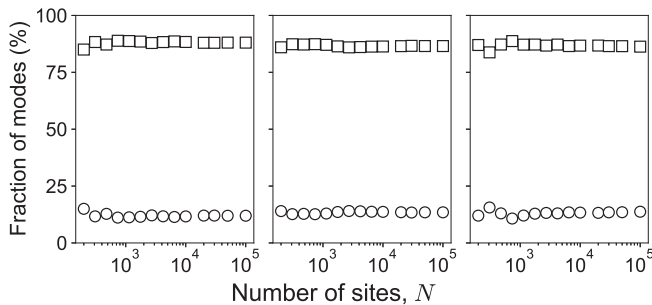 Fraction of modes (%)
100
75
50
25
0
10³ 10⁴ 10⁵
10³ 10⁴ 10⁵
10³ 10⁴ 10⁵
Number of sites, N